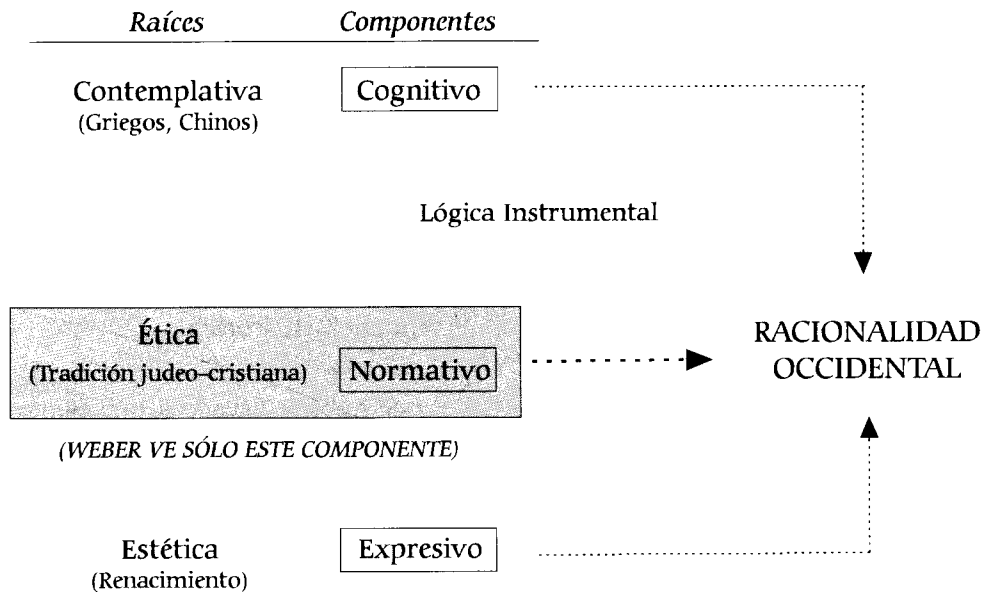 Raíces Componentes
Contemplativa Cognitivo
(Griegos, Chinos)
Lógica Instrumental
Ética
(Tradición judeo-cristiana) Normativo
RACIONALIDAD
OCCIDENTAL
(WEBER VE SÓLO ESTE COMPONENTE)
Estética Expresivo
(Renacimiento)